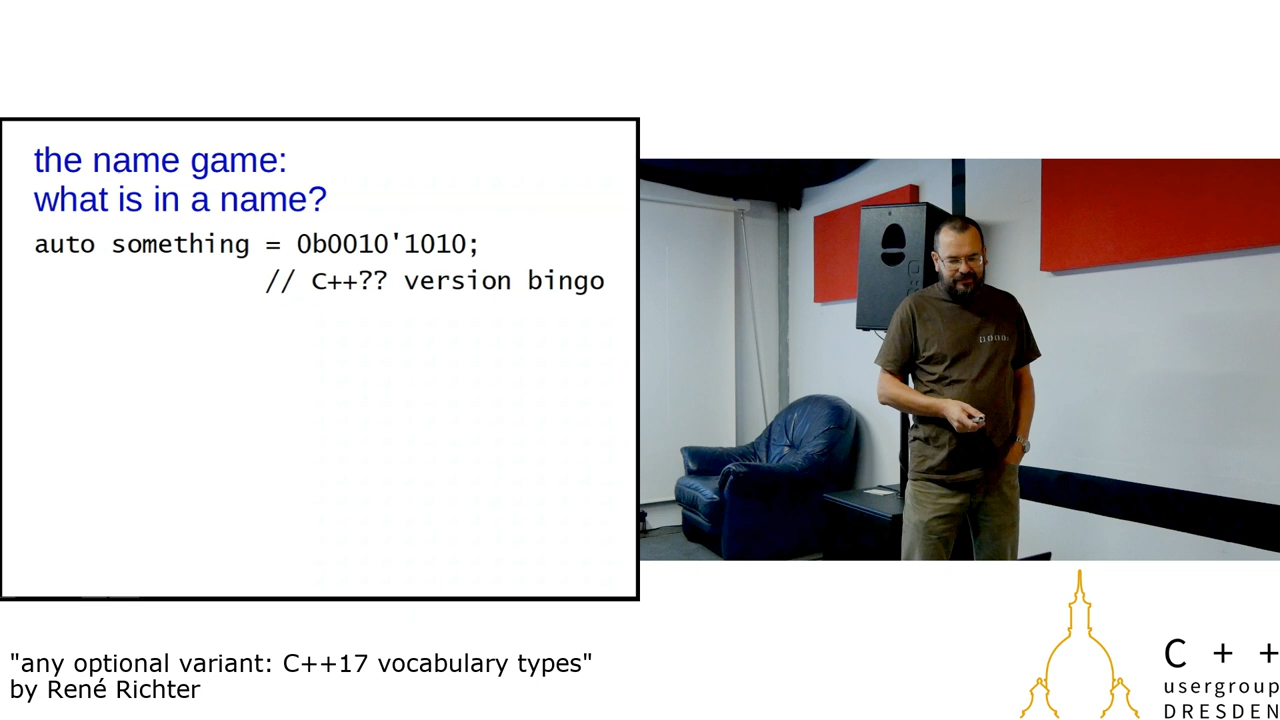 the name game:
what is in a name?
auto something = 0b0010'1010;
// C++?? version bingo
"any optional variant: C++17 vocabulary types"
by René Richter
C + +
usergroup
DRESDEN